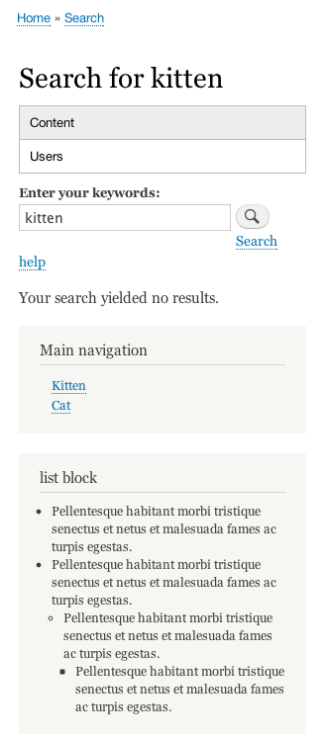 Home » Search
Search for kitten
Content
Users
Enter your keywords:
kitten
Search
help
Your search yielded no results.
Main navigation
Kitten
Cat
list block
Pellentesque habitant morbi tristique
senectus et netus et malesuada fames ac
turpis egestas.
Pellentesque habitant morbi tristique
senectus et netus et malesuada fames ac
turpis egestas.
Pellentesque habitant morbi tristique
senectus et netus et malesuada fames
ac turpis egestas.
Pellentesque habitant morbi tristique
senectus et netus et malesuada fames
ac turpis egestas.